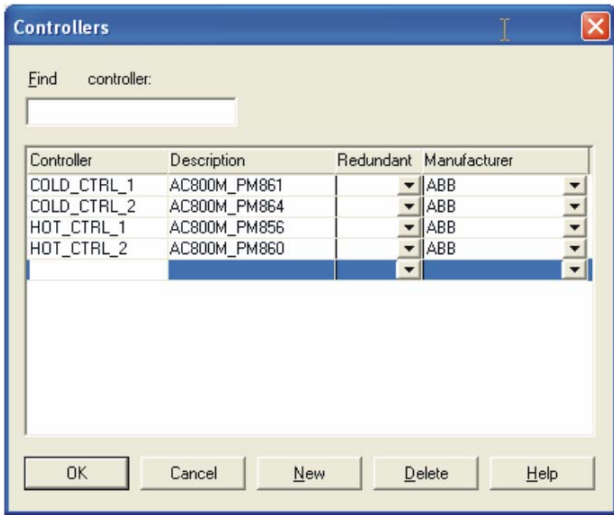 Controllers
Find controller:
Controller Description Redundant Manufacturer
COLD_CTRL_1 AC800M_PM861 ABB
COLD_CTRL_2 AC800M_PM864 ABB
HOT_CTRL_1 AC800M_PM856 ABB
HOT_CTRL_2 AC800M_PM860 ABB
OK Cancel New Delete Help